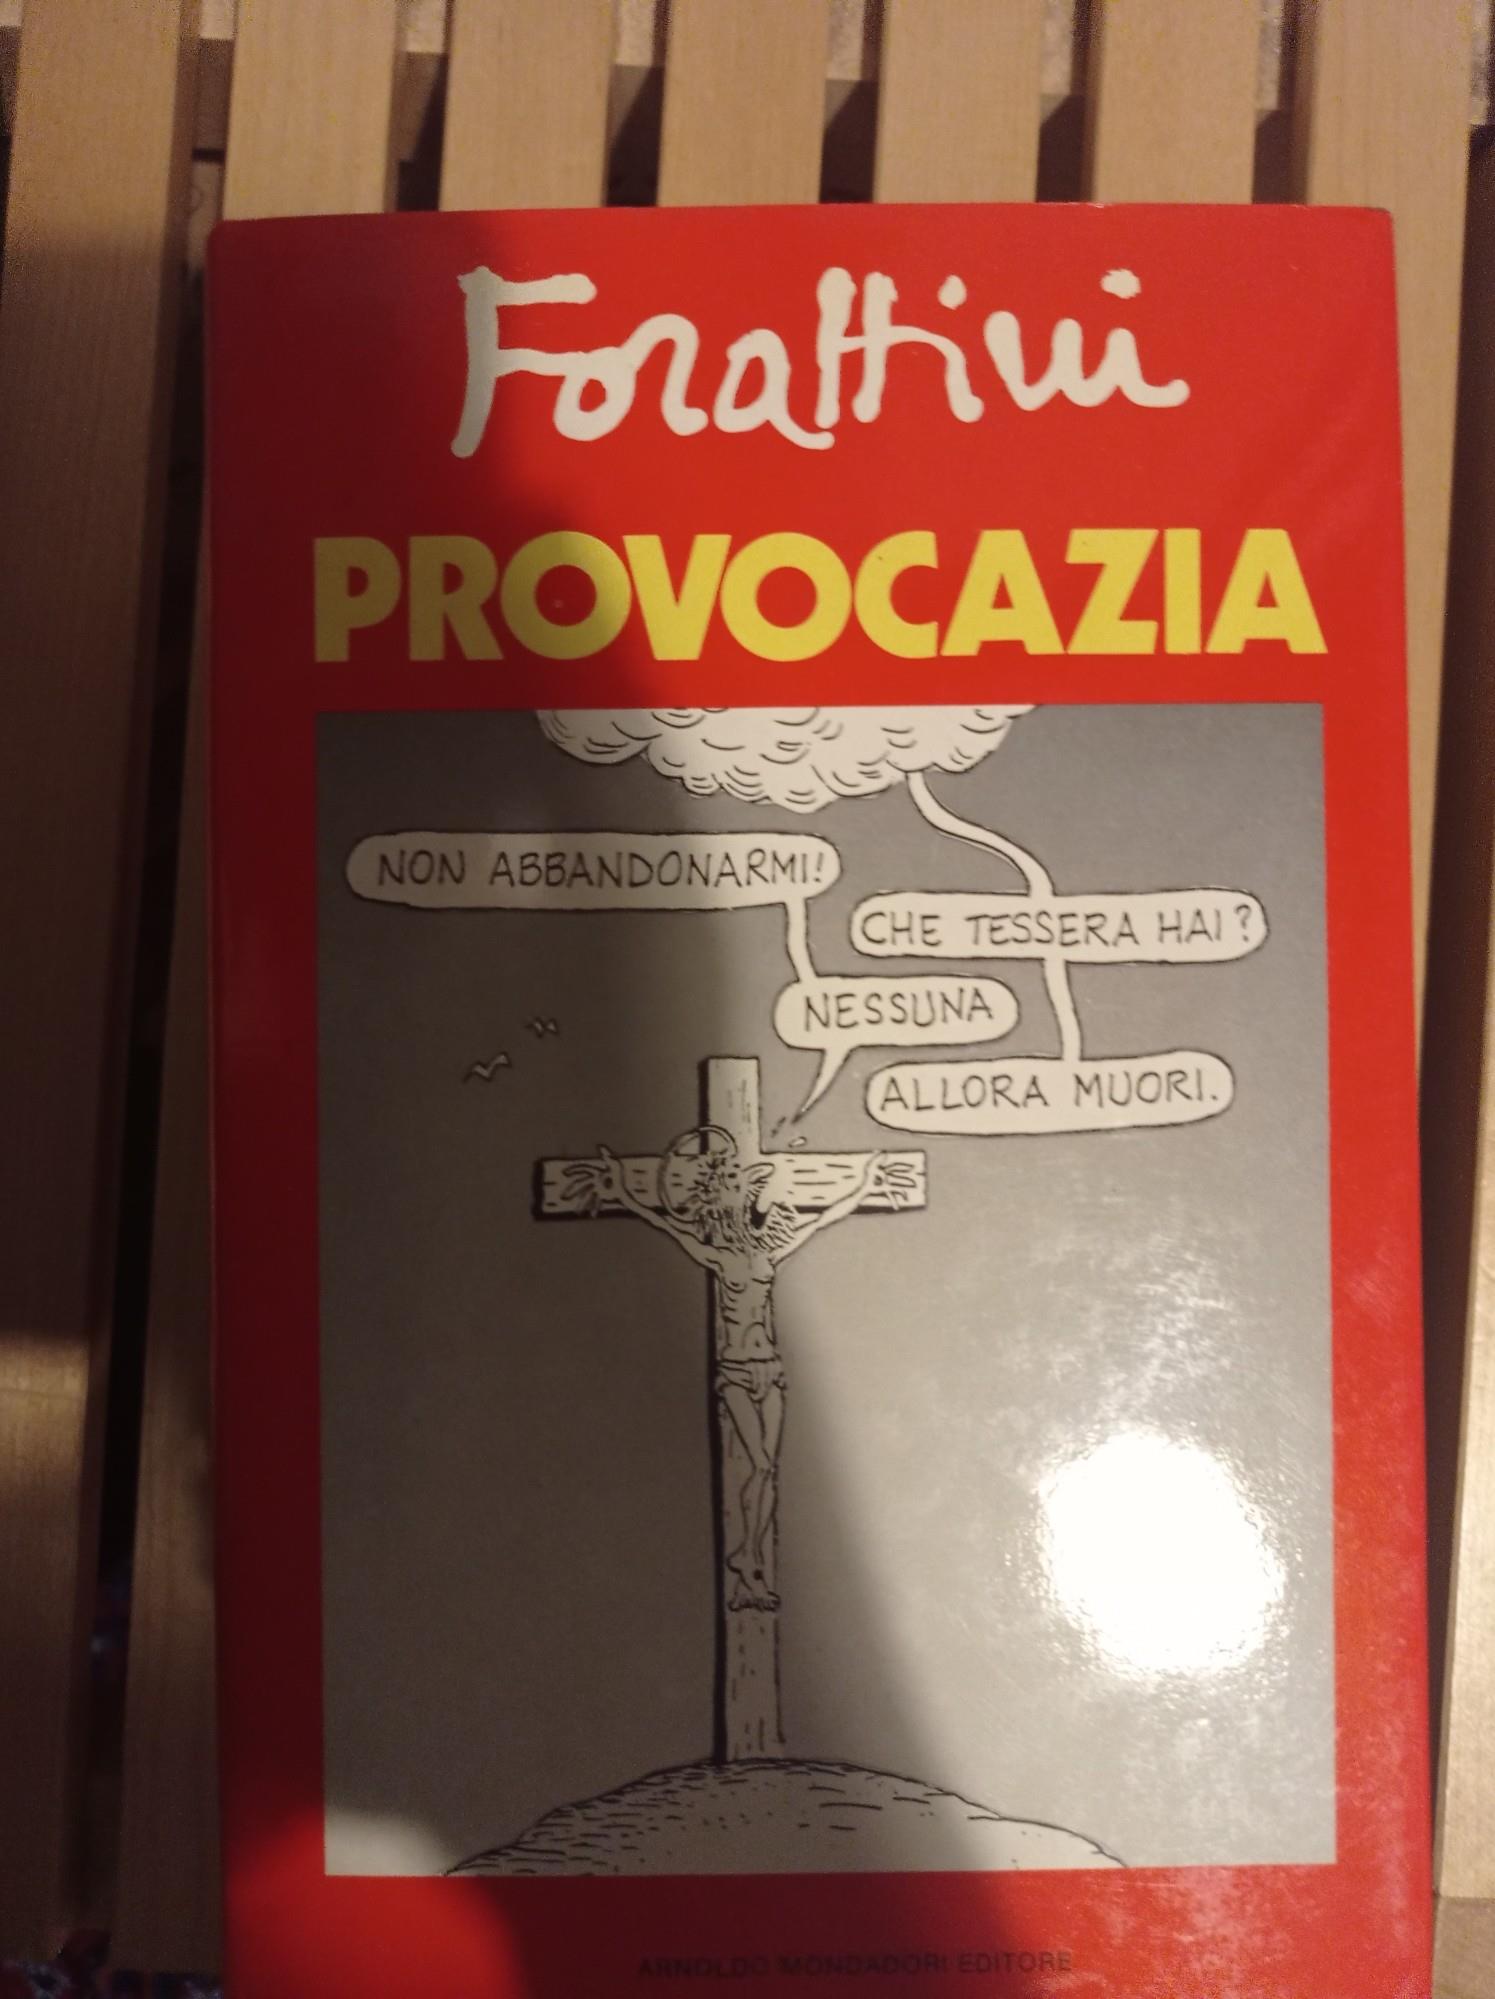 Forattini
PROVOCAZIA
NON ABBANDONARMI!
CHE TESSERA HAI?
NESSUNA
ALLORA MUORI.
ARNOLDO MONDADORI EDITORE